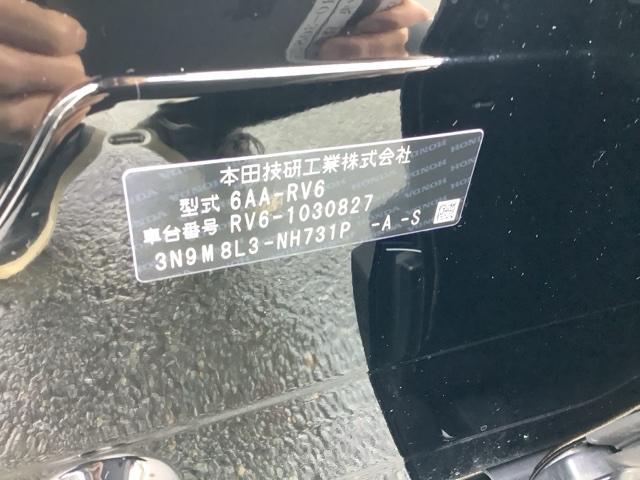 本田技研工業株式会社
型式 6AA-RV6
車台番号 RV6-1030827
3N9M8L3-NH731P -A-S